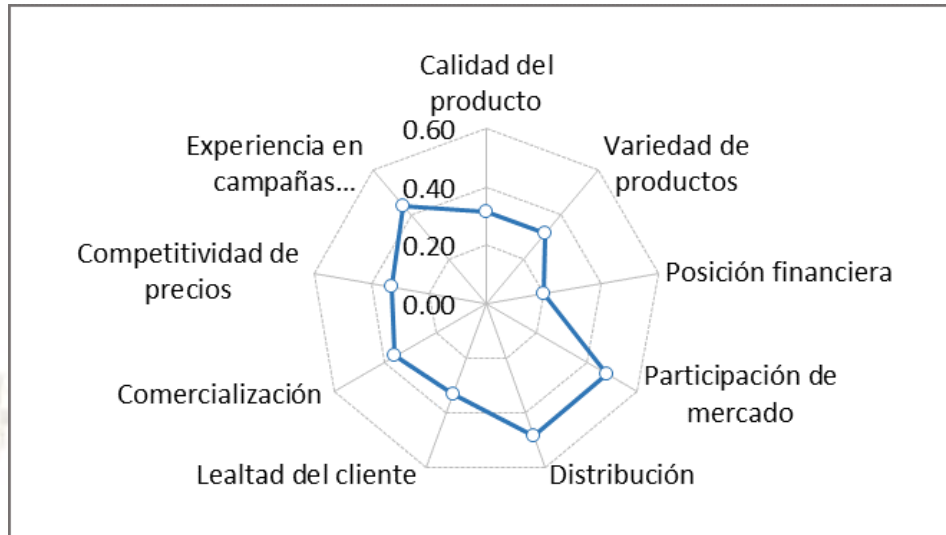 Calidad del
producto
Variedad de
productos
Posición financiera
Participación de
mercado
Distribución
Lealtad del cliente
Comercialización
Competitividad de
precios
Experiencia en
campañas...
0.60
0.40
0.20
0.00